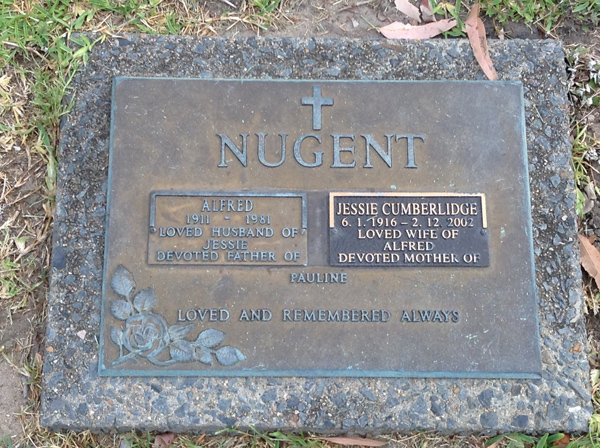 NUGENT
ALFRED
1911 - 1981
LOVED HUSBAND OF
JESSIE
DEVOTED FATHER OF
JESSIE CUMBERLIDGE
6. 1. 1916 - 2. 12. 2002
LOVED WIFE OF
ALFRED
DEVOTED MOTHER OF
PAULINE
LOVED AND REMEMBERED ALWAYS